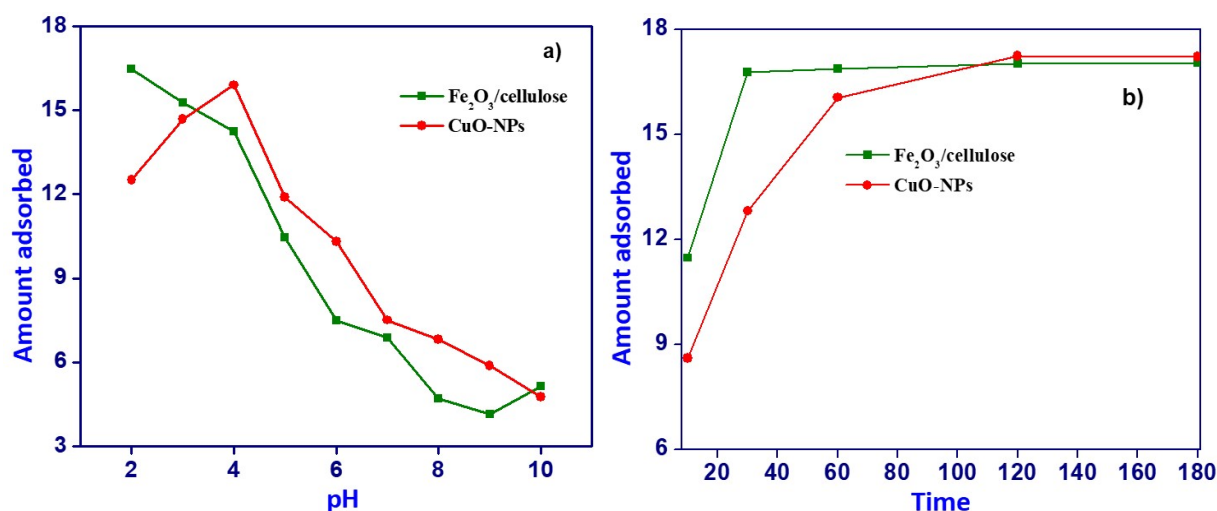 a)
Fe₂O₃/cellulose
CuO-NPs
Amount adsorbed
18
15
12
9
6
3
2 4 6 8 10
pH
b)
Fe₂O₃/cellulose
CuO-NPs
Amount adsorbed
18
15
12
9
6
20 40 60 80 100 120 140 160 180
Time